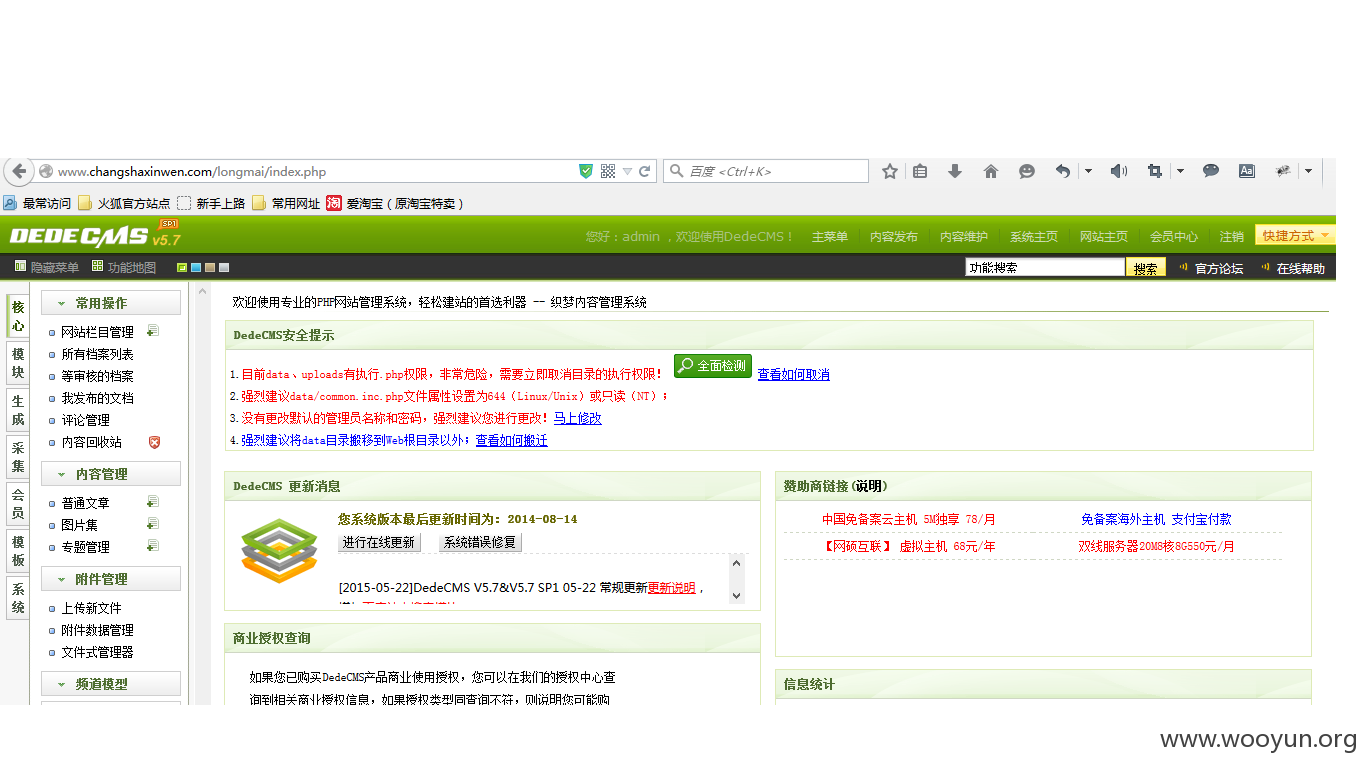 www.changshaxinwen.com/longmai/index.php
百度 <Ctrl+K>
最常访问 火狐官方站点 新手上路 常用网址 淘 爱淘宝（原淘宝特卖）
DEDECMS v5.7 SP1
您好：admin ，欢迎使用DedeCMS！ 主菜单 内容发布 内容维护 系统主页 网站主页 会员中心 注销 快捷方式
隐藏菜单 功能地图 功能搜索 搜索 官方论坛 在线帮助
核心
模块
生成
采集
会员
模板
系统
常用操作
网站栏目管理
所有档案列表
等审核的档案
我发布的文档
评论管理
内容回收站
内容管理
普通文章
图片集
专题管理
附件管理
上传新文件
附件数据管理
文件式管理器
频道模型
欢迎使用专业的PHP网站管理系统，轻松建站的首选利器 -- 织梦内容管理系统
DedeCMS安全提示
1.目前data、uploads有执行.php权限，非常危险，需要立即取消目录的执行权限！ 全面检测 查看如何取消
2.强烈建议data/common.inc.php文件属性设置为644（Linux/Unix）或只读（NT）；
3.没有更改默认的管理员名称和密码，强烈建议您进行更改！马上修改
4.强烈建议将data目录搬移到Web根目录以外；查看如何搬迁
DedeCMS 更新消息
您系统版本最后更新时间为：2014-08-14
进行在线更新 系统错误修复
[2015-05-22]DedeCMS V5.7&V5.7 SP1 05-22 常规更新更新说明，
商业授权查询
如果您已购买DedeCMS产品商业使用授权，您可以在我们的授权中心查
询到相关商业授权信息，如果授权类型同查询不符，则说明您可能购
赞助商链接(说明)
中国免备案云主机 5M独享 78/月 免备案海外主机 支付宝付款
【网硕互联】 虚拟主机 68元/年 双线服务器20M8核8G550元/月
信息统计
www.wooyun.org